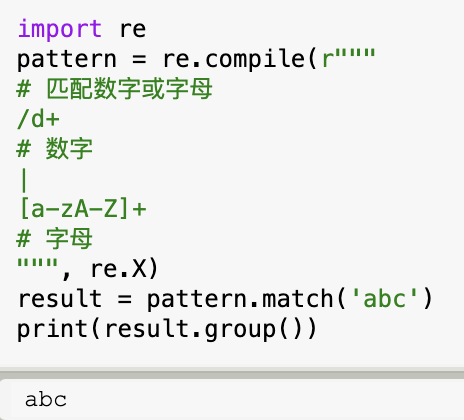 import re
pattern = re.compile(r"""
# 匹配数字或字母
/d+
# 数字
|
[a-zA-Z]+
# 字母
""", re.X)
result = pattern.match('abc')
print(result.group())
abc